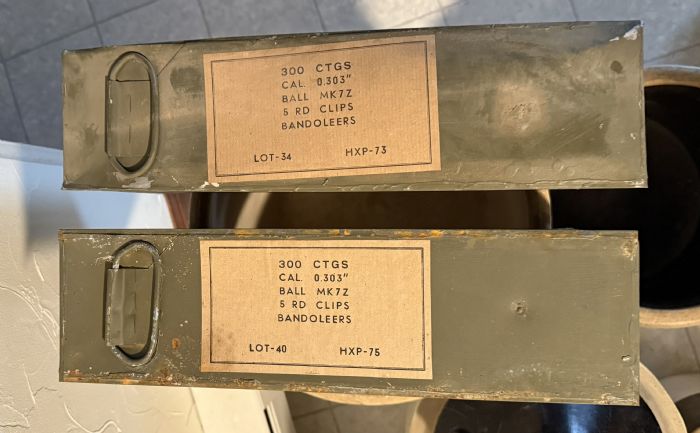 300 CTGS
CAL. 0.303"
BALL MK7Z
5 RD CLIPS
BANDOLEERS
LOT-34 HXP-73
300 CTGS
CAL. 0.303"
BALL MK7Z
5 RD CLIPS
BANDOLEERS
LOT-40 HXP-75